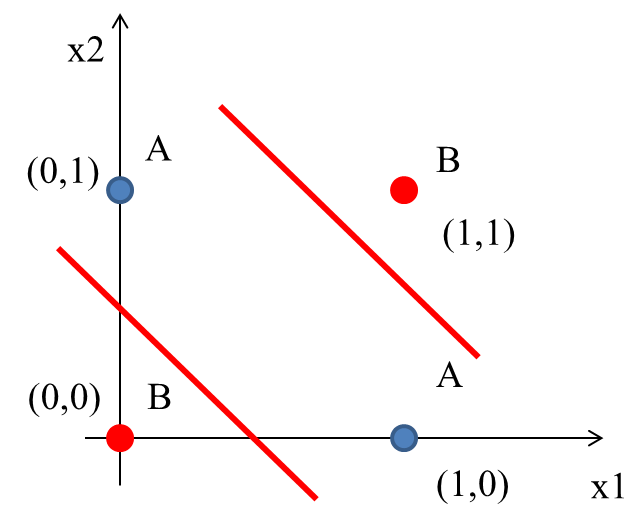 x2
A
(0,1)
B
(1,1)
A
(0,0)
B
(1,0)
x1